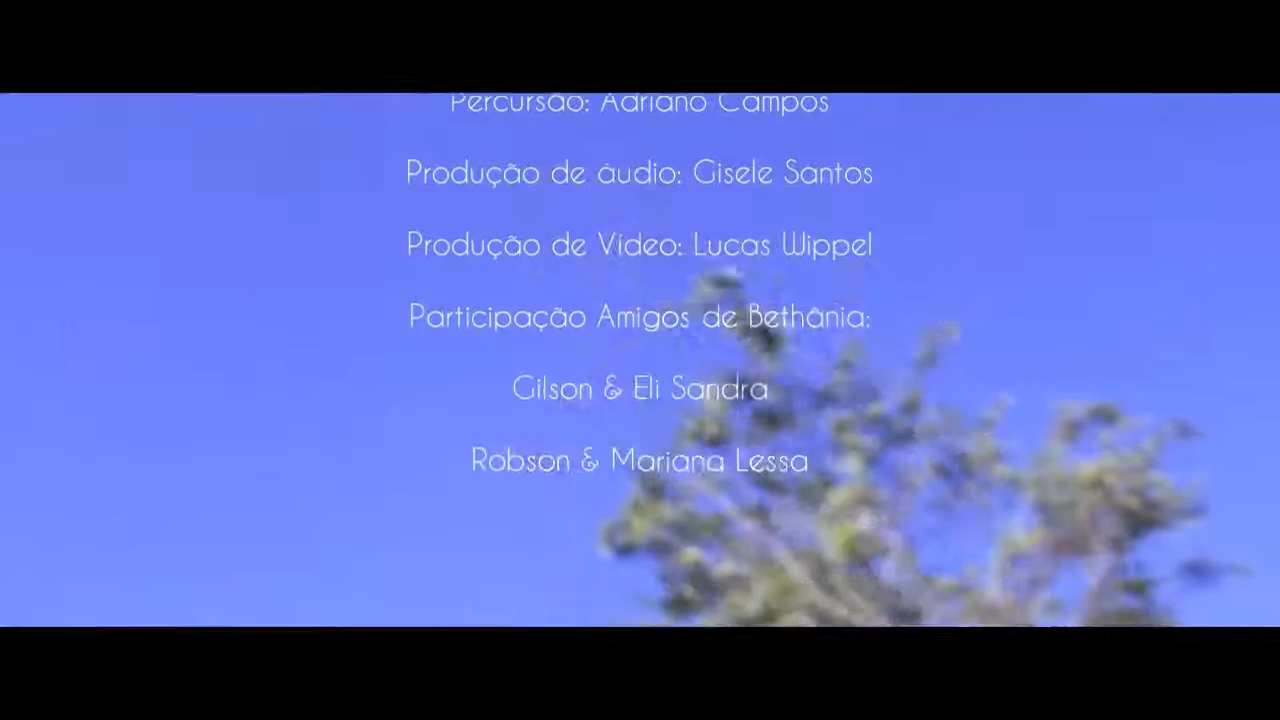 Percursão: Adriano Campos
Produção de áudio: Gisele Santos
Produção de Vídeo: Lucas Wippel
Participação Amigos de Bethânia:
Gilson & Eli Sandra
Robson & Mariana Lessa